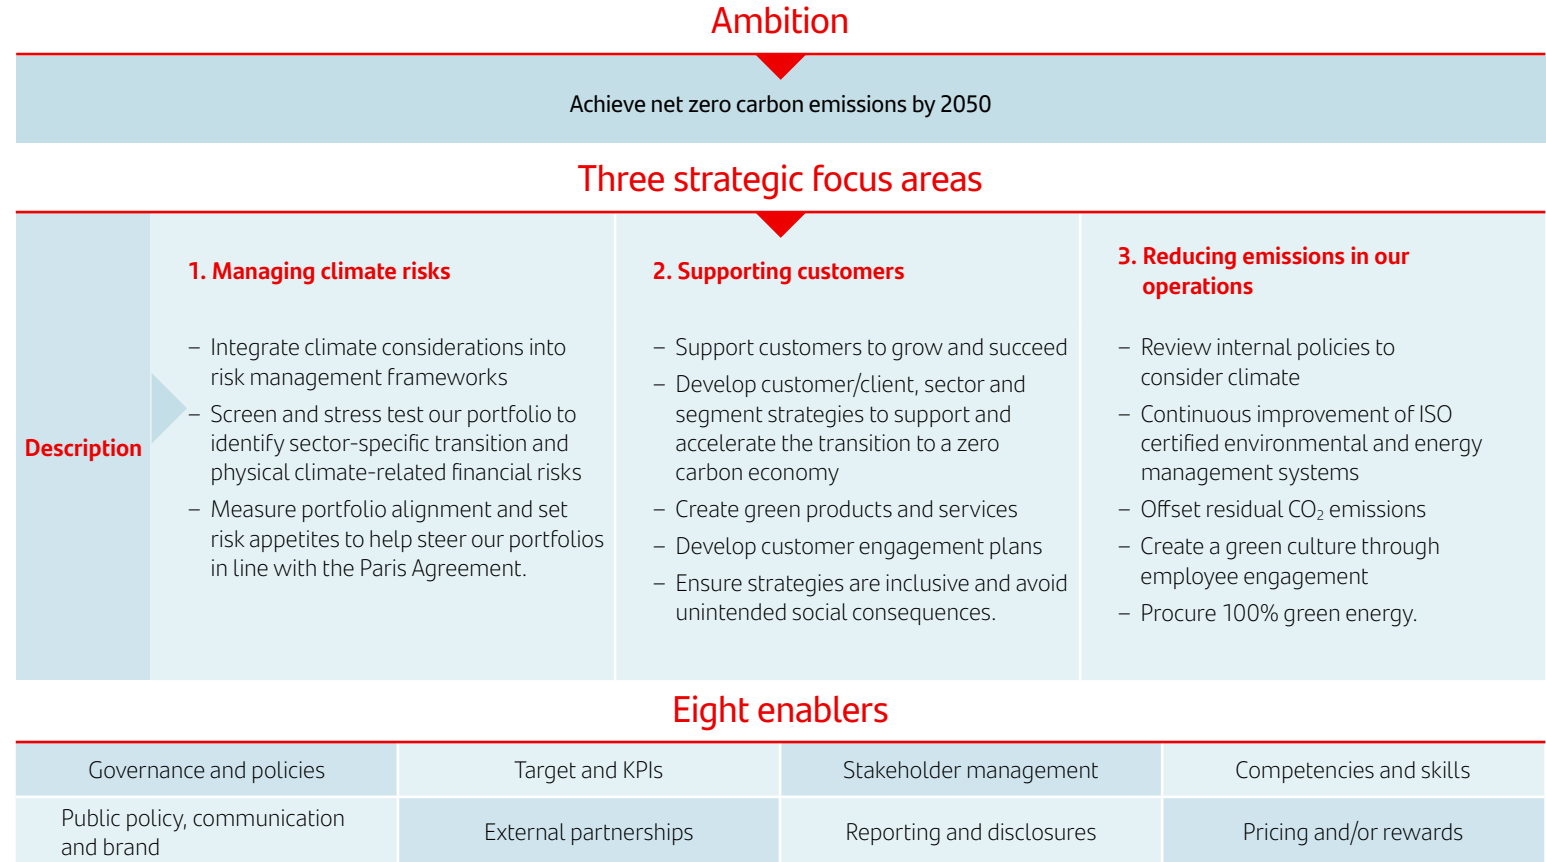 Ambition
Achieve net zero carbon emissions by 2050
Three strategic focus areas
Description
1. Managing climate risks
– Integrate climate considerations into
risk management frameworks
– Screen and stress test our portfolio to
identify sector-specific transition and
physical climate-related financial risks
– Measure portfolio alignment and set
risk appetites to help steer our portfolios
in line with the Paris Agreement.
2. Supporting customers
– Support customers to grow and succeed
– Develop customer/client, sector and
segment strategies to support and
accelerate the transition to a zero
carbon economy
– Create green products and services
– Develop customer engagement plans
– Ensure strategies are inclusive and avoid
unintended social consequences.
3. Reducing emissions in our
operations
– Review internal policies to
consider climate
– Continuous improvement of ISO
certified environmental and energy
management systems
– Offset residual CO₂ emissions
– Create a green culture through
employee engagement
– Procure 100% green energy.
Eight enablers
Governance and policies
Target and KPIs
Stakeholder management
Competencies and skills
Public policy, communication
and brand
External partnerships
Reporting and disclosures
Pricing and/or rewards